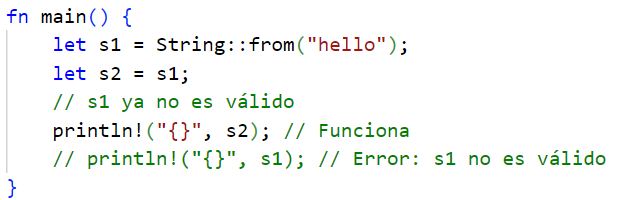 fn main() {
    let s1 = String::from("hello");
    let s2 = s1;
    // s1 ya no es válido
    println!("{}", s2); // Funciona
    // println!("{}", s1); // Error: s1 no es válido
}